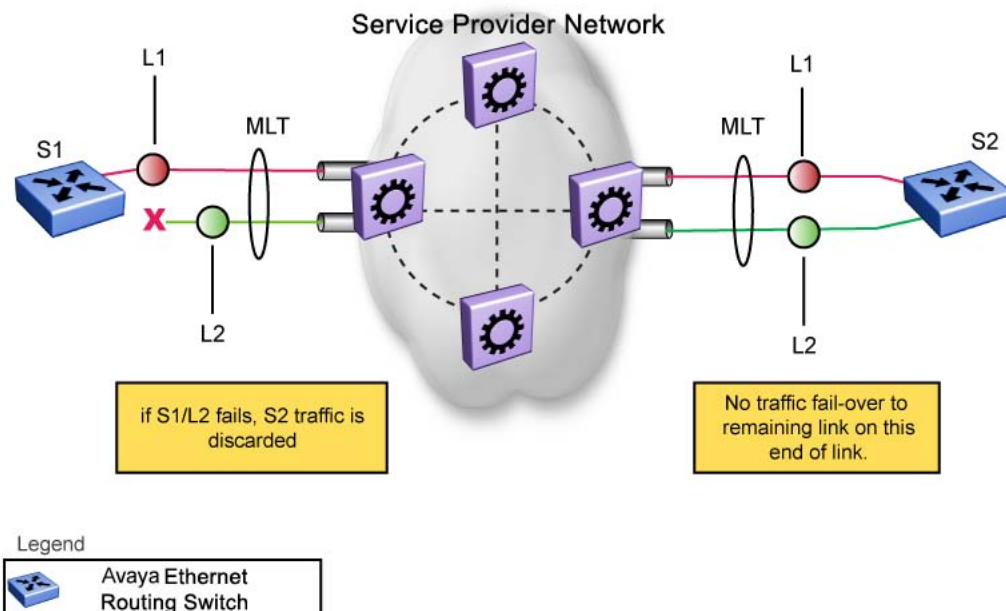 Service Provider Network
L1
L1
MLT
MLT
S1
S2
X
L2
L2
if S1/L2 fails, S2 traffic is
discarded
No traffic fail-over to
remaining link on this
end of link.
Legend
Avaya Ethernet
Routing Switch